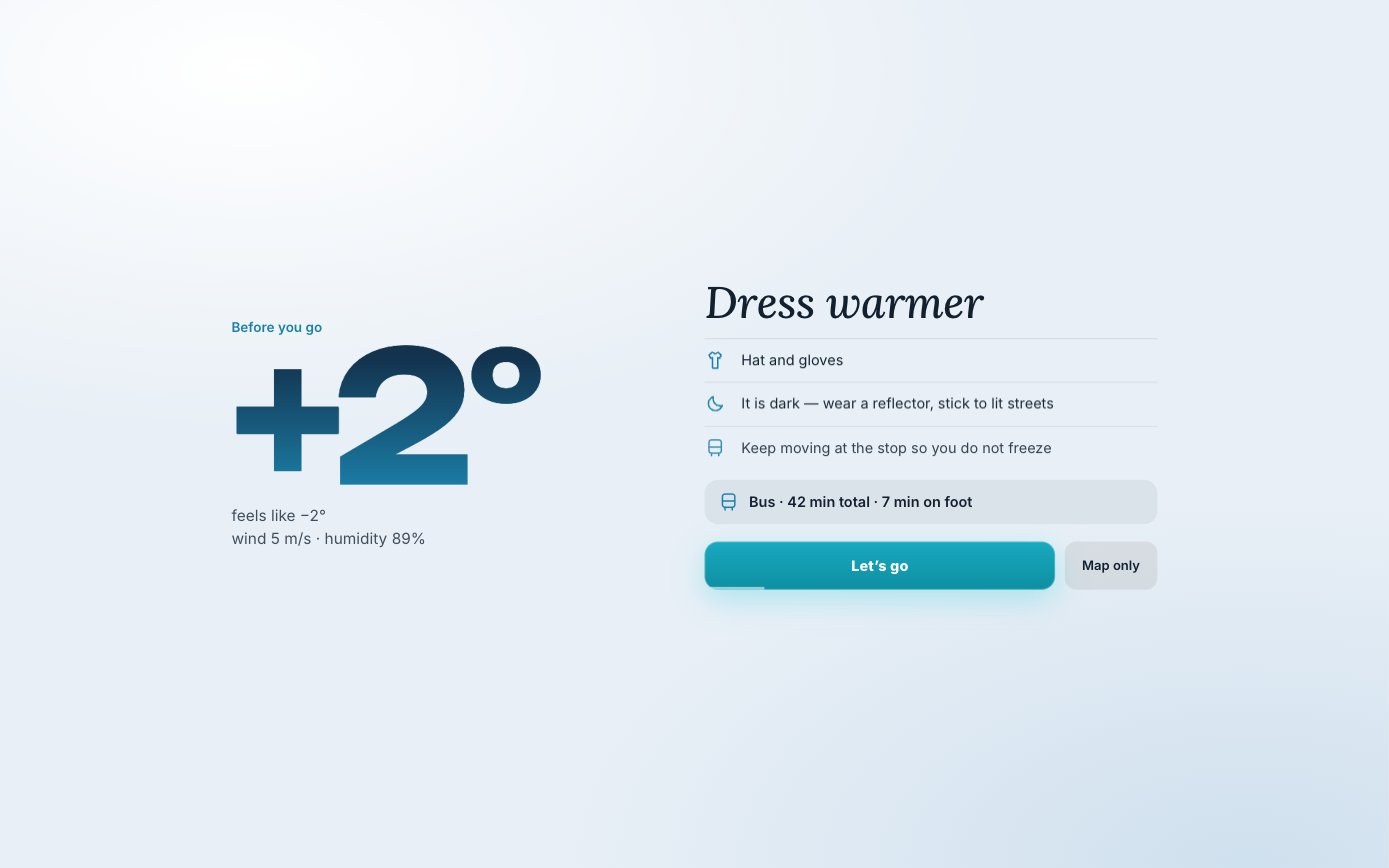 Before you go
+2°
feels like −2°
wind 5 m/s · humidity 89%
Dress warmer
Hat and gloves
It is dark — wear a reflector, stick to lit streets
Keep moving at the stop so you do not freeze
Bus · 42 min total · 7 min on foot
Let’s go
Map only